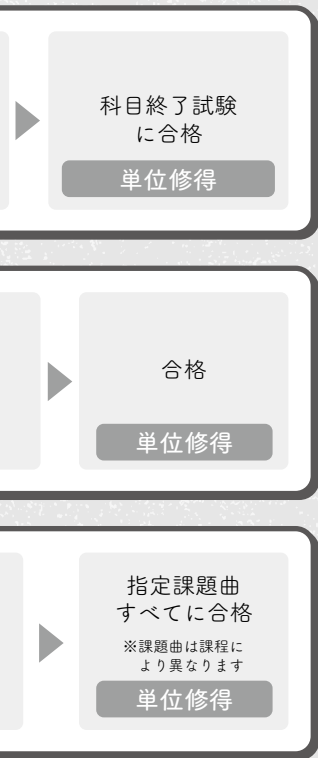 科目終了試験
に合格
単位修得
合格
単位修得
指定課題曲
すべてに合格
※課題曲は課程に
より異なります
単位修得